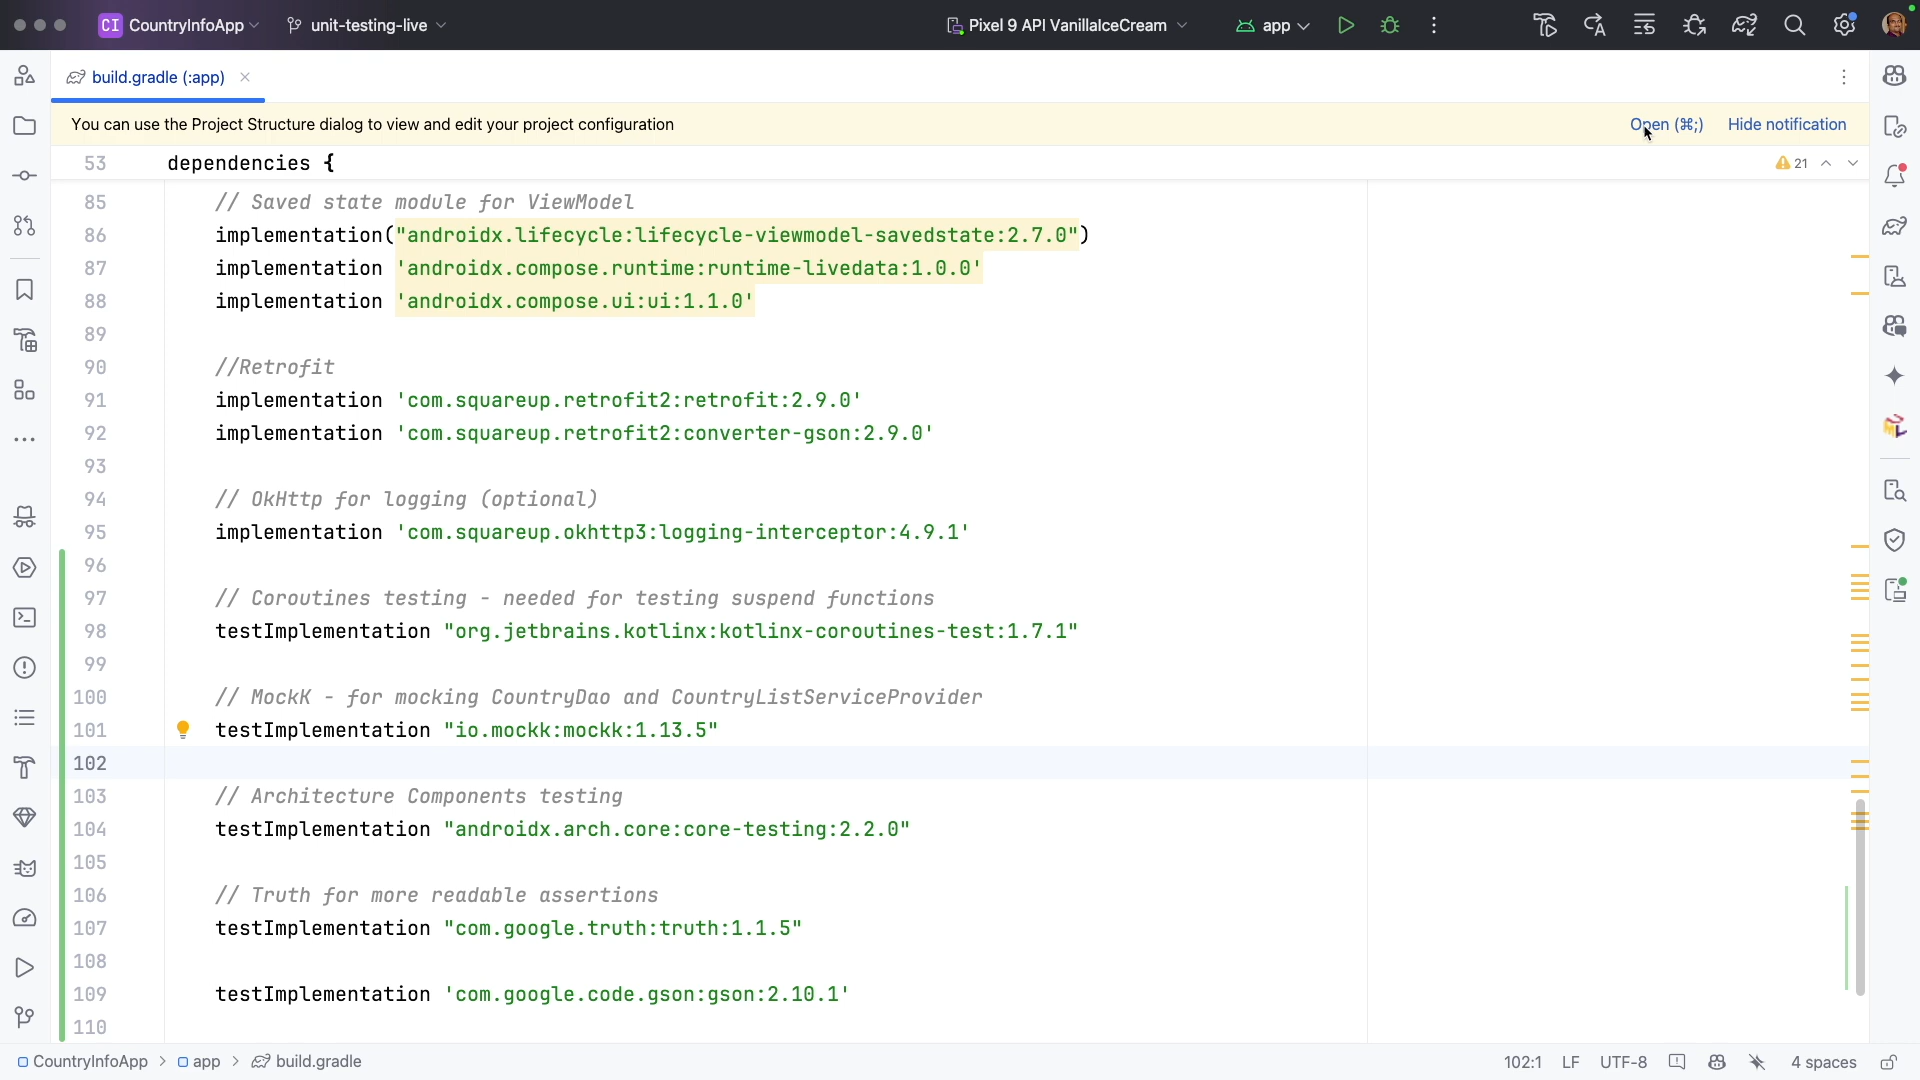 CI CountryInfoApp unit-testing-live Pixel 9 API VanillaIceCream app
build.gradle (:app)
You can use the Project Structure dialog to view and edit your project configuration Open (⌘;) Hide notification
53 dependencies { 21
85 // Saved state module for ViewModel
86 implementation("androidx.lifecycle:lifecycle-viewmodel-savedstate:2.7.0")
87 implementation 'androidx.compose.runtime:runtime-livedata:1.0.0'
88 implementation 'androidx.compose.ui:ui:1.1.0'
89
90 //Retrofit
91 implementation 'com.squareup.retrofit2:retrofit:2.9.0'
92 implementation 'com.squareup.retrofit2:converter-gson:2.9.0'
93
94 // OkHttp for logging (optional)
95 implementation 'com.squareup.okhttp3:logging-interceptor:4.9.1'
96
97 // Coroutines testing - needed for testing suspend functions
98 testImplementation "org.jetbrains.kotlinx:kotlinx-coroutines-test:1.7.1"
99
100 // MockK - for mocking CountryDao and CountryListServiceProvider
101 testImplementation "io.mockk:mockk:1.13.5"
102
103 // Architecture Components testing
104 testImplementation "androidx.arch.core:core-testing:2.2.0"
105
106 // Truth for more readable assertions
107 testImplementation "com.google.truth:truth:1.1.5"
108
109 testImplementation 'com.google.code.gson:gson:2.10.1'
110
CountryInfoApp > app > build.gradle 102:1 LF UTF-8 4 spaces